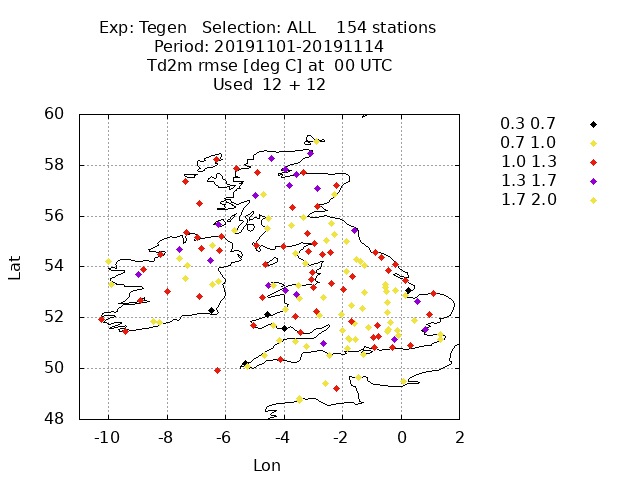 Exp: Tegen   Selection: ALL    154 stations
Period: 20191101-20191114
Td2m rmse [deg C] at  00 UTC
Used  12 + 12
0.3 0.7
0.7 1.0
1.0 1.3
1.3 1.7
1.7 2.0
60
58
56
54
52
50
48
Lat
-10 -8 -6 -4 -2 0 2
Lon